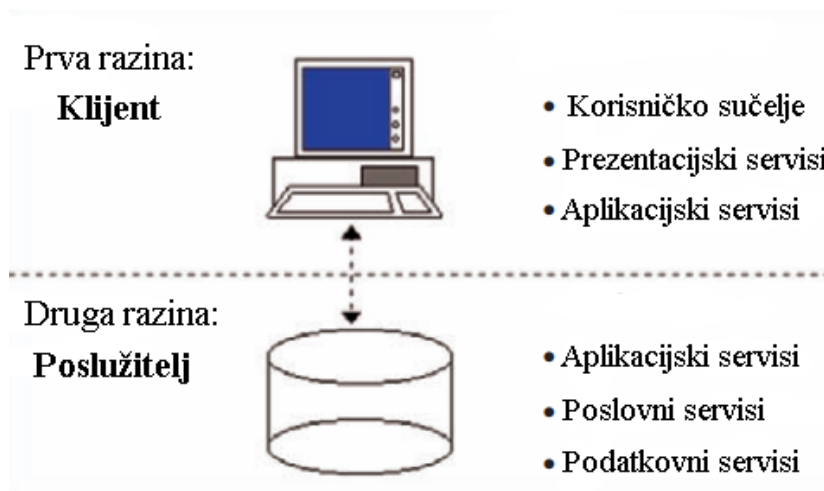 Prva razina:
Klijent
• Korisničko sučelje
• Prezentacijski servisi
• Aplikacijski servisi
Druga razina:
Poslužitelj
• Aplikacijski servisi
• Poslovni servisi
• Podatkovni servisi